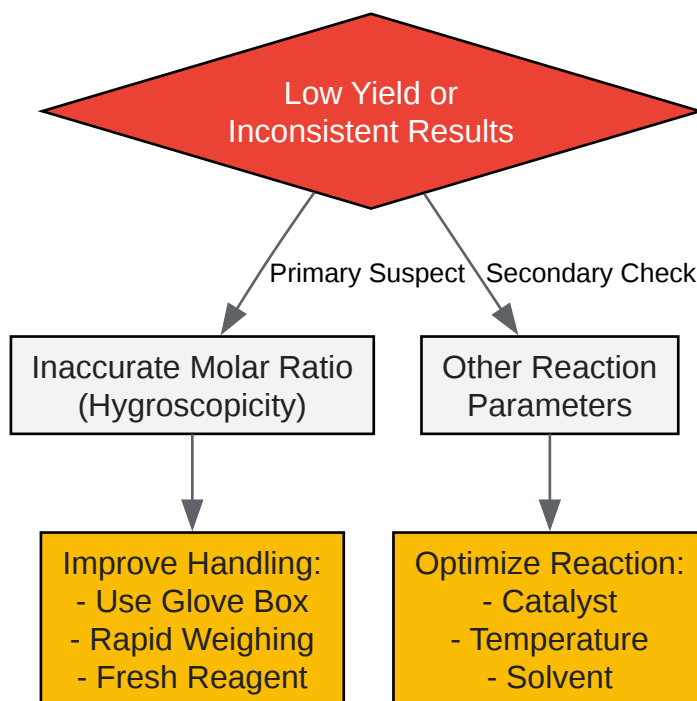 Low Yield or
Inconsistent Results
Primary Suspect
Secondary Check
Inaccurate Molar Ratio
(Hygroscopicity)
Other Reaction
Parameters
Improve Handling:
- Use Glove Box
- Rapid Weighing
- Fresh Reagent
Optimize Reaction:
- Catalyst
- Temperature
- Solvent